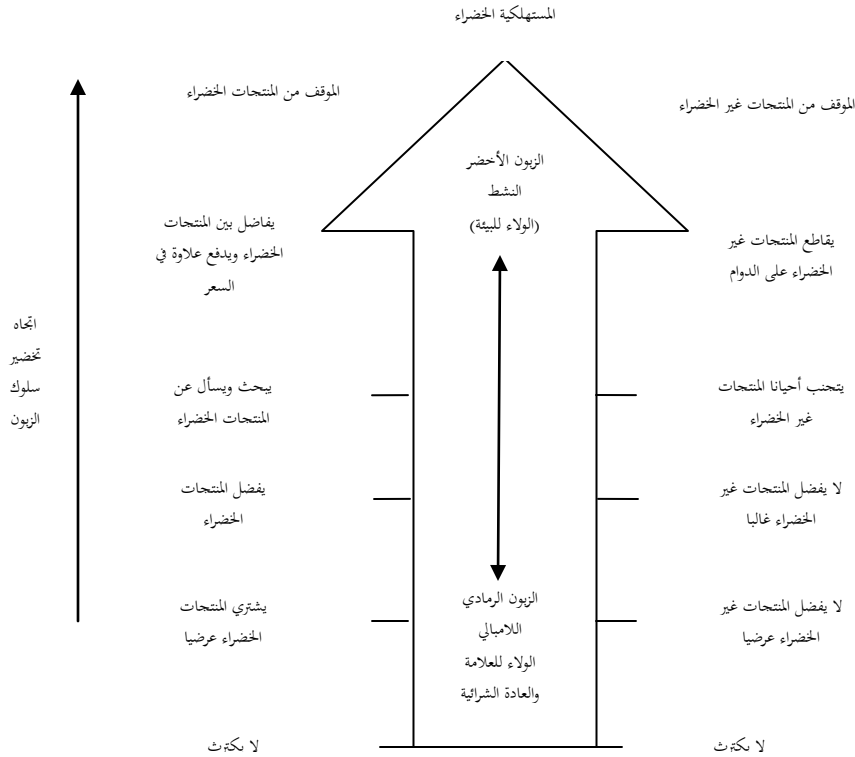 المستهلكية الخضراء
الموقف من المنتجات غير الخضراء
الموقف من المنتجات الخضراء
الزبون الأخضر
النشط
(الولاء للبيئة)
يقاطع المنتجات غير
الخضراء على الدوام
يفاضل بين المنتجات
الخضراء ويدفع علاوة في
السعر
اتجاه
تخضير
سلوك
الزبون
يتجنب أحيانا المنتجات
غير الخضراء
يبحث ويسأل عن
المنتجات الخضراء
لا يفضل المنتجات غير
الخضراء غالبا
يفضل المنتجات
الخضراء
الزبون الرمادي
اللامبالي
الولاء للعلامة
والعادة الشرائية
لا يفضل المنتجات غير
الخضراء عرضيا
يشتري المنتجات
الخضراء عرضيا
لا يكترث
لا يكترث